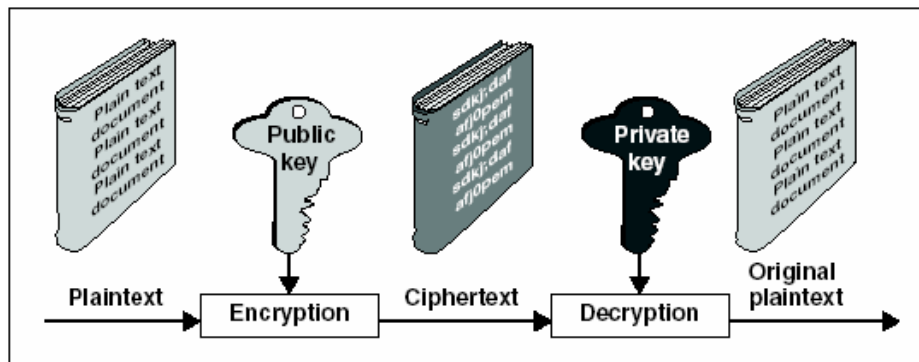 Plain text
document
Plain text
document
Plain text
document
Public
key
sdkj;daf
afj0pem
sdkj;daf
afj0pem
sdkj;daf
afj0pem
Private
key
Plain text
document
Plain text
document
Plain text
document
Plaintext
Encryption
Ciphertext
Decryption
Original
plaintext